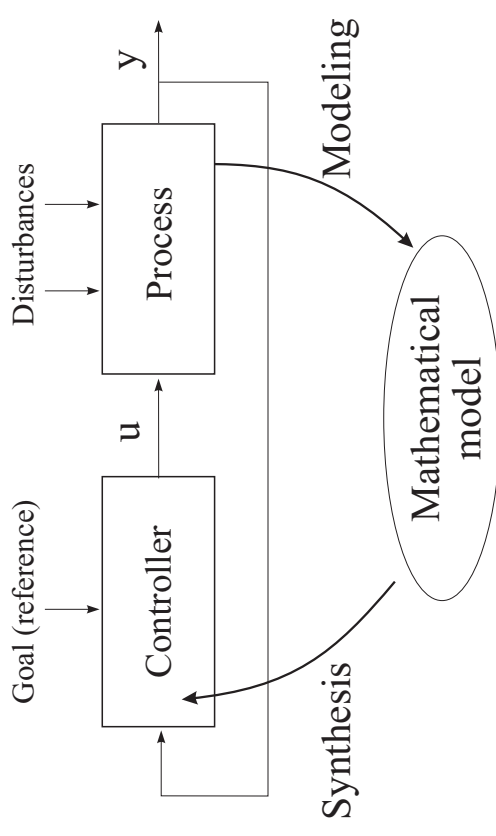 Goal (reference)
Disturbances
Controller
u
Process
y
Synthesis
Mathematical
model
Modeling